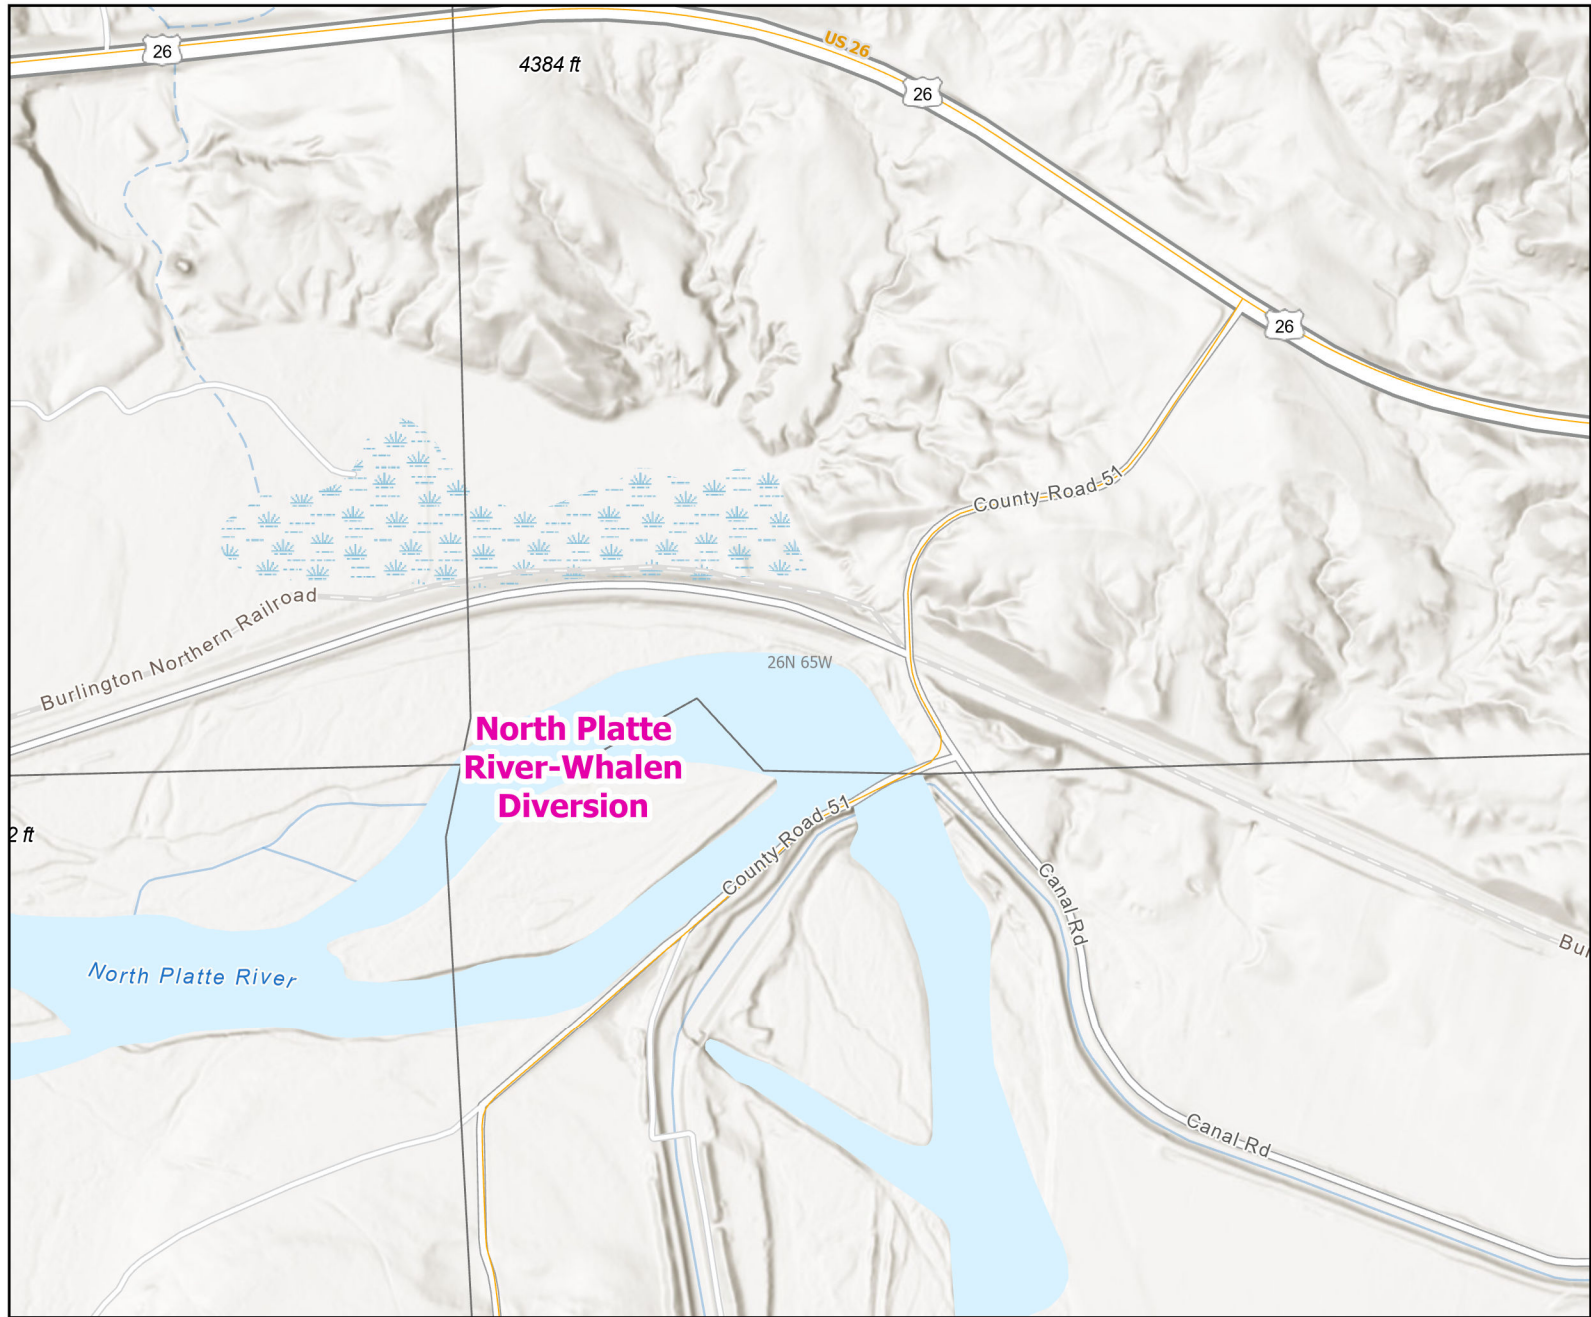 26
US 26
4384 ft
26
26
County Road 51
Burlington Northern Railroad
26N 65W
North Platte
River-Whalen
Diversion
County Road 51
2 ft
Canal Rd
Bur
North Platte River
Canal Rd